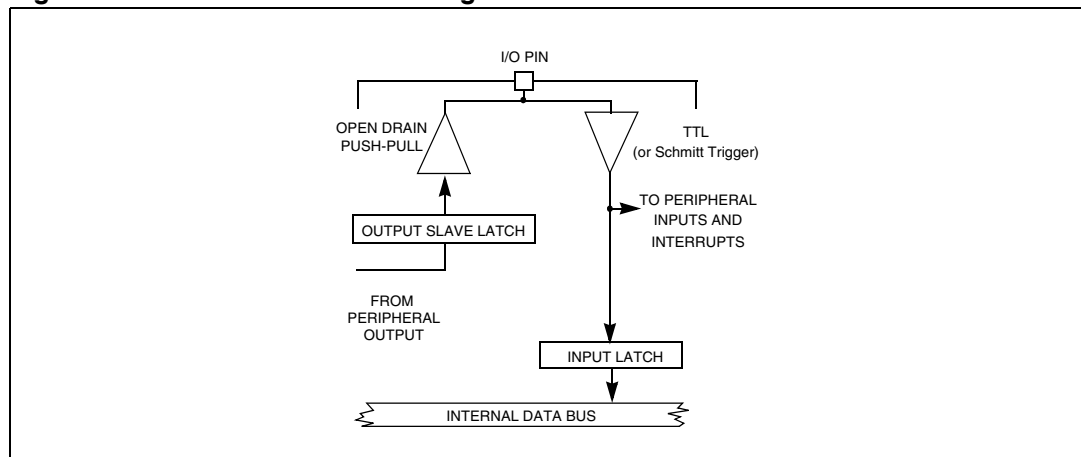 I/O PIN
OPEN DRAIN
PUSH-PULL
TTL
(or Schmitt Trigger)
TO PERIPHERAL
INPUTS AND
INTERRUPTS
OUTPUT SLAVE LATCH
FROM
PERIPHERAL
OUTPUT
INPUT LATCH
INTERNAL DATA BUS